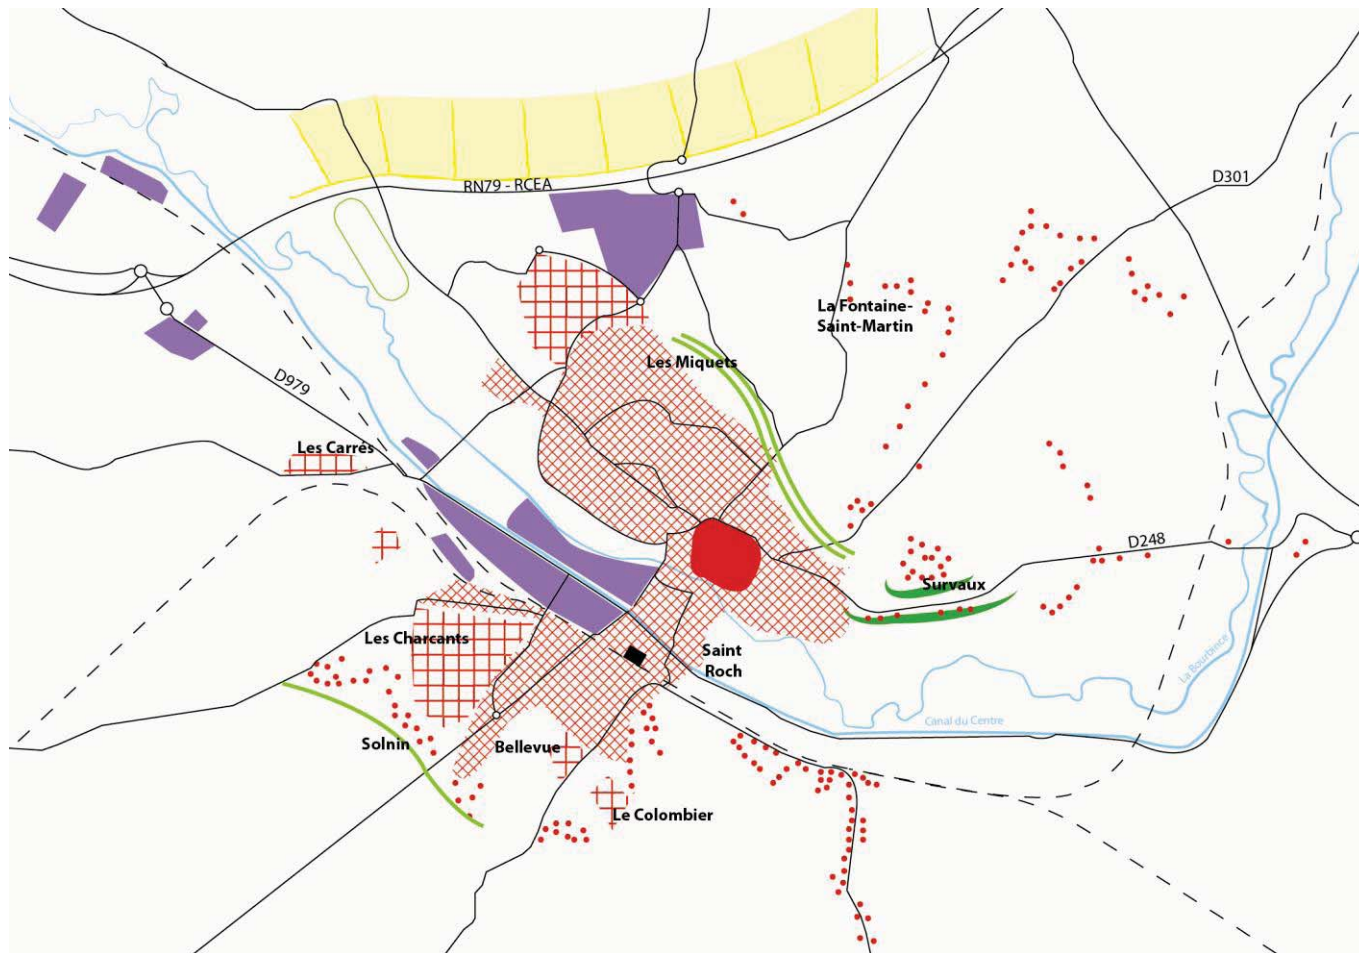 RN79 - RCEA
D301
La Fontaine-
Saint-Martin
Les Miquets
D979
Les Carrés
D248
Survaux
Les Charcants
Saint
Roch
La Bourbince
Canal du Centre
Solnin
Bellevue
Le Colombier